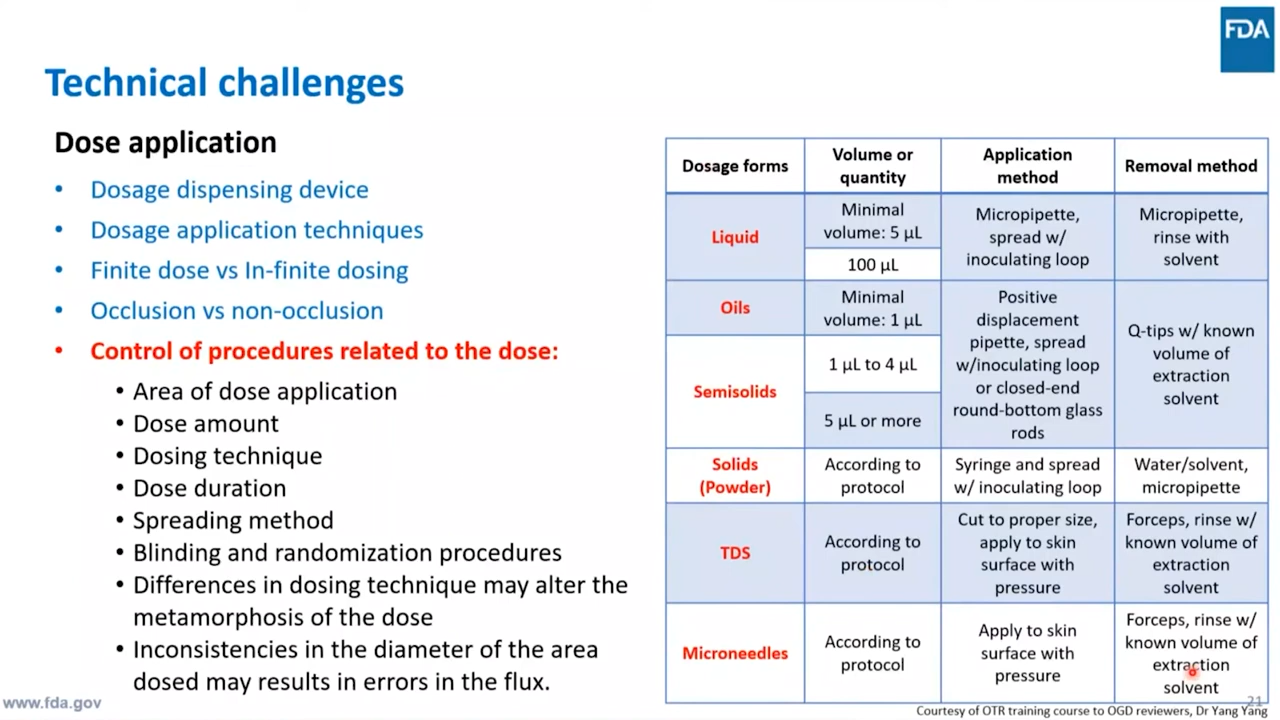 FDA
Technical challenges
Dose application
• Dosage dispensing device
• Dosage application techniques
• Finite dose vs In-finite dosing
• Occlusion vs non-occlusion
• Control of procedures related to the dose:
• Area of dose application
• Dose amount
• Dosing technique
• Dose duration
• Spreading method
• Blinding and randomization procedures
• Differences in dosing technique may alter the
metamorphosis of the dose
• Inconsistencies in the diameter of the area
dosed may results in errors in the flux.
Dosage forms
Volume or
quantity
Application
method
Removal method
Liquid
Minimal
volume: 5 µL
100 µL
Micropipette,
spread w/
inoculating loop
Micropipette,
rinse with
solvent
Oils
Minimal
volume: 1 µL
Positive
displacement
pipette, spread
w/inoculating loop
or closed-end
round-bottom glass
rods
Q-tips w/ known
volume of
extraction
solvent
Semisolids
1 µL to 4 µL
5 µL or more
Solids
(Powder)
According to
protocol
Syringe and spread
w/ inoculating loop
Water/solvent,
micropipette
TDS
According to
protocol
Cut to proper size,
apply to skin
surface with
pressure
Forceps, rinse w/
known volume of
extraction
solvent
Microneedles
According to
protocol
Apply to skin
surface with
pressure
Forceps, rinse w/
known volume of
extraction
solvent
www.fda.gov
21
Courtesy of OTR training course to OGD reviewers, Dr Yang Yang